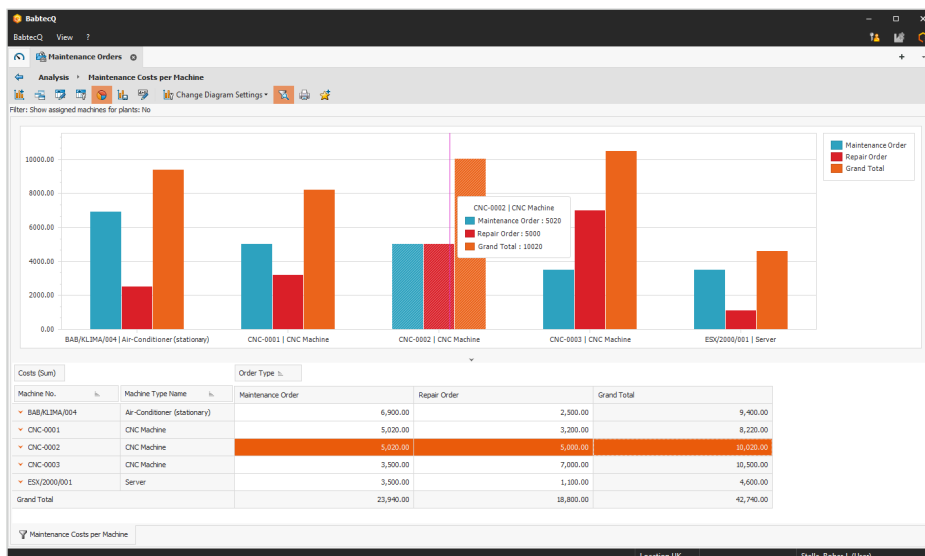 BabtecQ
BabtecQ View ?
Maintenance Orders
Analysis Maintenance Costs per Machine
Change Diagram Settings
Filter: Show assigned machines for plants: No
10000.00
8000.00
6000.00
4000.00
2000.00
0.00
Maintenance Order
Repair Order
Grand Total
CNC-0002 | CNC Machine
Maintenance Order : 5020
Repair Order : 5000
Grand Total : 10020
BAB/KLIMA/004 | Air-Conditioner (stationary) CNC-0001 | CNC Machine CNC-0002 | CNC Machine CNC-0003 | CNC Machine ESX/2000/001 | Server
Costs (Sum) Order Type
Machine No. Machine Type Name Maintenance Order Repair Order Grand Total
BAB/KLIMA/004 Air-Conditioner (stationary) 6,900.00 2,500.00 9,400.00
CNC-0001 CNC Machine 5,020.00 3,200.00 8,220.00
CNC-0002 CNC Machine 5,020.00 5,000.00 10,020.00
CNC-0003 CNC Machine 3,500.00 7,000.00 10,500.00
ESX/2000/001 Server 3,500.00 1,100.00 4,600.00
Grand Total 23,940.00 18,800.00 42,740.00
Maintenance Costs per Machine